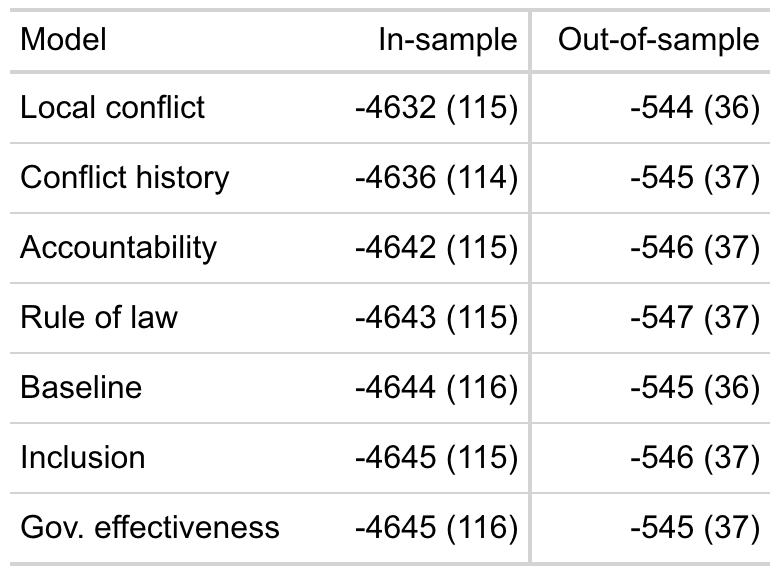 Model In-sample Out-of-sample
Local conflict -4632 (115) -544 (36)
Conflict history -4636 (114) -545 (37)
Accountability -4642 (115) -546 (37)
Rule of law -4643 (115) -547 (37)
Baseline -4644 (116) -545 (36)
Inclusion -4645 (115) -546 (37)
Gov. effectiveness -4645 (116) -545 (37)